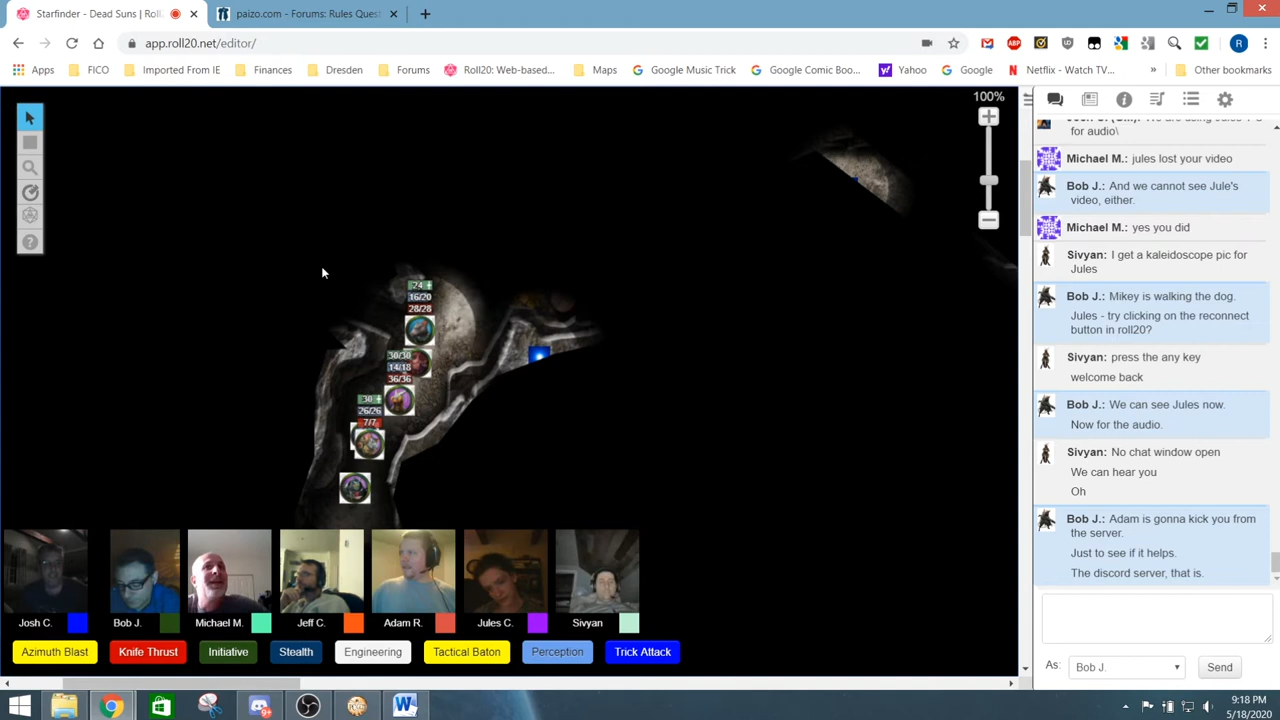 Starfinder - Dead Suns | Roll
paizo.com - Forums: Rules Quest
app.roll20.net/editor/
Apps
FICO
Imported From IE
Finances
Dresden
Forums
Roll20: Web-based...
Maps
Google Music Trick
Google Comic Boo...
Yahoo
Google
Netflix - Watch TV...
»
Other bookmarks
100%
24
16/20
28/28
30/30
14/18
36/36
30
26/26
7/7
for audio\
Michael M.: jules lost your video
Bob J.: And we cannot see Jule's
video, either.
Michael M.: yes you did
Sivyan: I get a kaleidoscope pic for
Jules
Bob J.: Mikey is walking the dog.
Jules - try clicking on the reconnect
button in roll20?
Sivyan: press the any key
welcome back
Bob J.: We can see Jules now.
Now for the audio.
Sivyan: No chat window open
We can hear you
Oh
Bob J.: Adam is gonna kick you from
the server.
Just to see if it helps.
The discord server, that is.
As:
Bob J.
Send
Josh C.
Bob J.
Michael M.
Jeff C.
Adam R.
Jules C.
Sivyan
Azimuth Blast
Knife Thrust
Initiative
Stealth
Engineering
Tactical Baton
Perception
Trick Attack
9:18 PM
5/18/2020